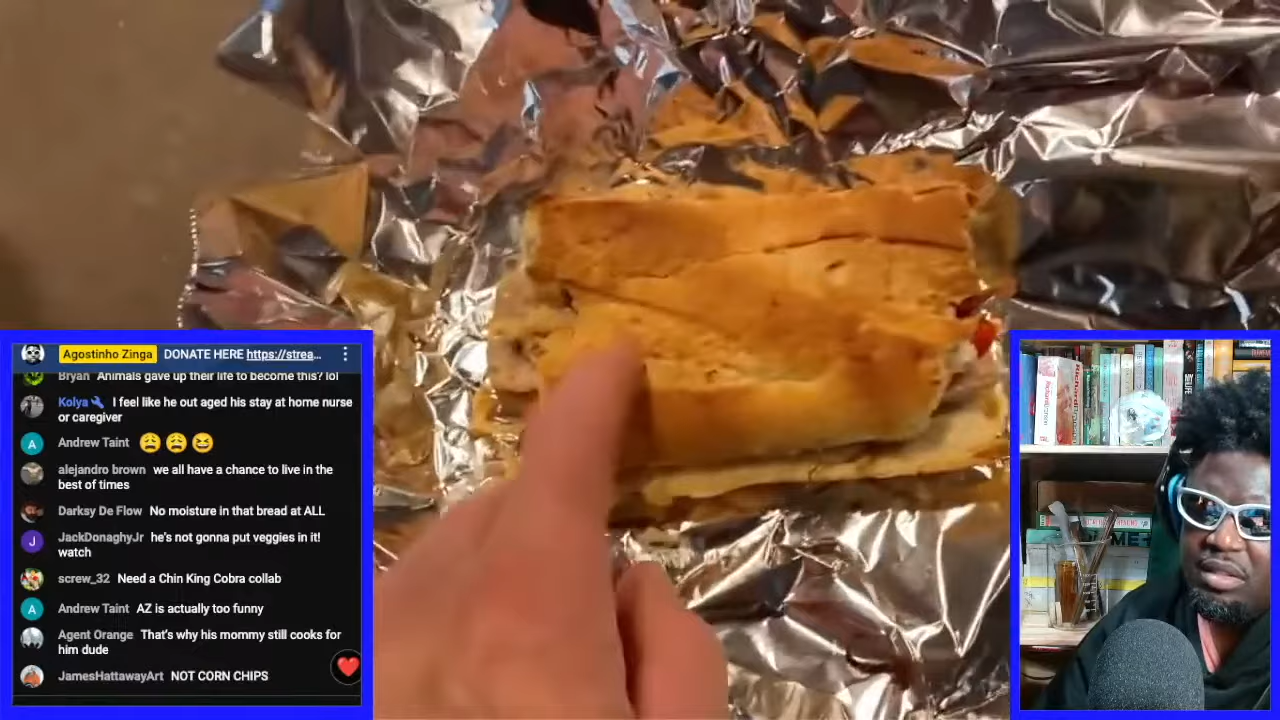 Agostinho Zinga DONATE HERE https://strea...
Bryan Animals gave up their life to become this? lol
Kolya I feel like he out aged his stay at home nurse
or caregiver
A Andrew Taint
alejandro brown we all have a chance to live in the
best of times
Darksy De Flow No moisture in that bread at ALL
J JackDonaghyJr he's not gonna put veggies in it!
watch
screw_32 Need a Chin King Cobra collab
A Andrew Taint AZ is actually too funny
Agent Orange That's why his mommy still cooks for
him dude
JamesHattawayArt NOT CORN CHIPS